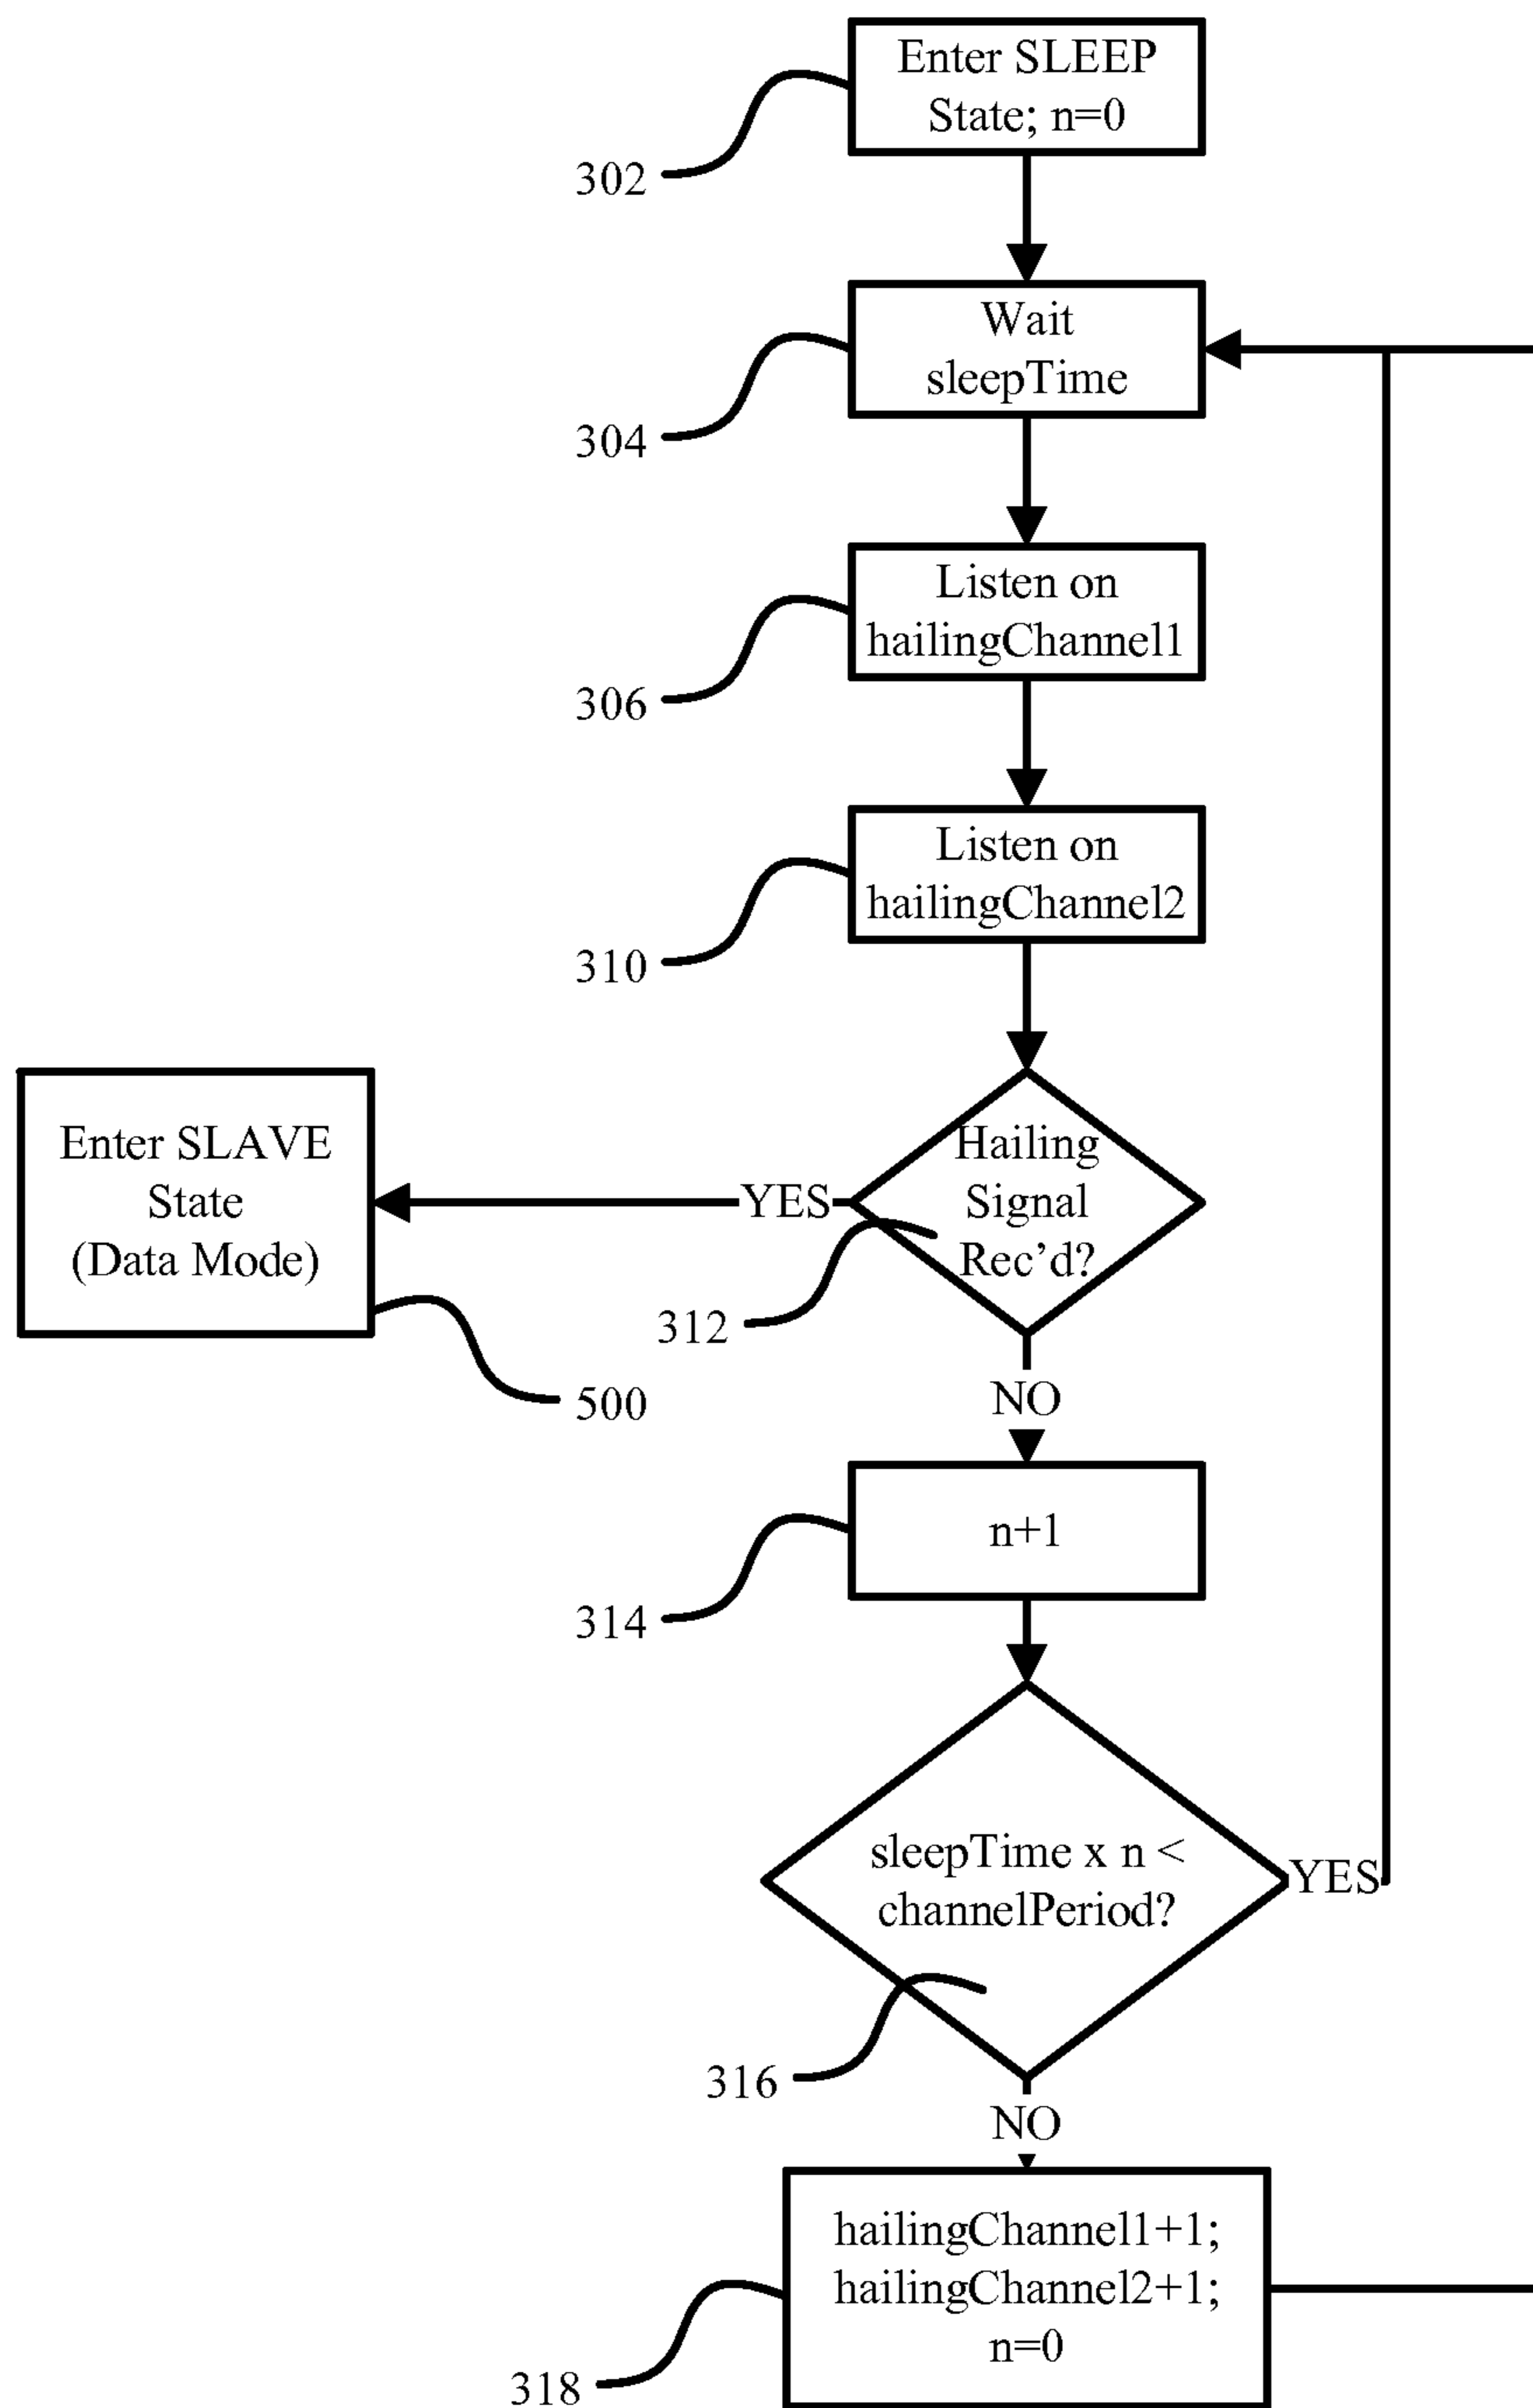 Enter SLEEP
State; n=0
302
Wait
sleepTime
304
Listen on
hailingChannel1
306
Listen on
hailingChannel2
310
Enter SLAVE
State
(Data Mode)
YES
Hailing
Signal
Rec’d?
312
500
NO
n+1
314
sleepTime x n <
channelPeriod?
YES
316
NO
hailingChannel1+1;
hailingChannel2+1;
n=0
318